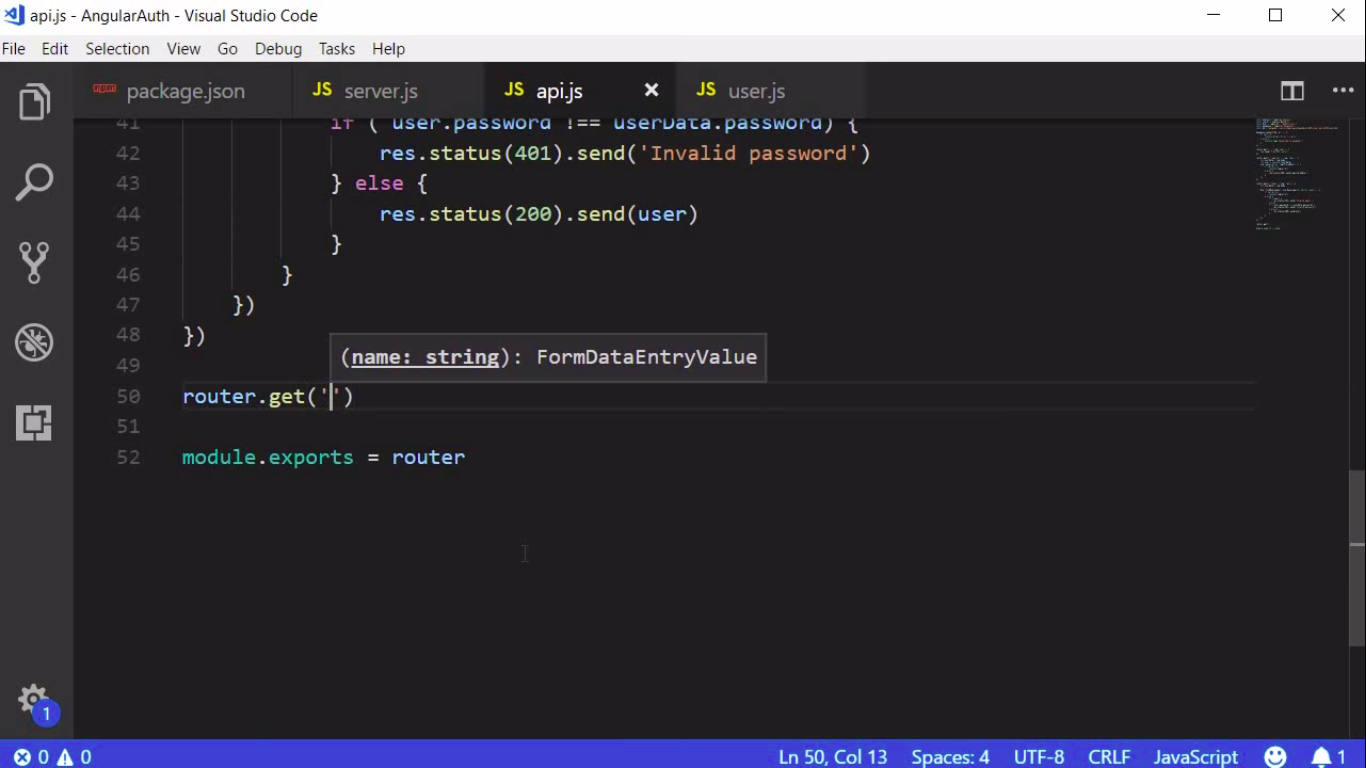 api.js - AngularAuth - Visual Studio Code
File Edit Selection View Go Debug Tasks Help
npm package.json JS server.js JS api.js JS user.js
41 if ( user.password !== userData.password) {
42 res.status(401).send('Invalid password')
43 } else {
44 res.status(200).send(user)
45 }
46 }
47 })
48 })
(name: string): FormDataEntryValue
49
50 router.get('')
51
52 module.exports = router
1
0 0 Ln 50, Col 13 Spaces: 4 UTF-8 CRLF JavaScript 1